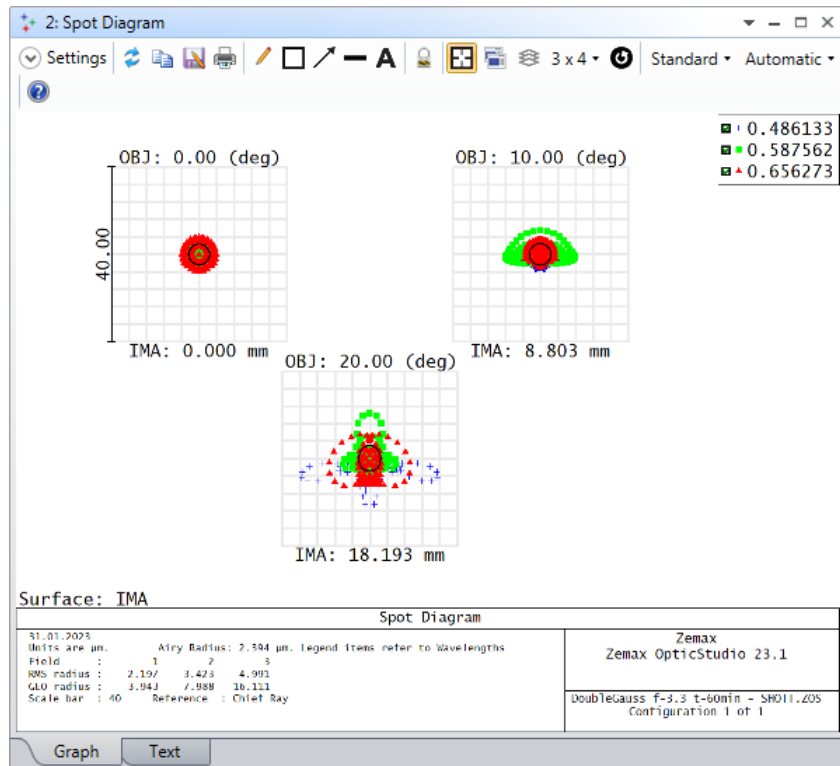 2: Spot Diagram
Settings
A
3 x 4
Standard
Automatic
0.486133
0.587562
0.656273
OBJ: 0.00 (deg)
OBJ: 10.00 (deg)
40.00
IMA: 0.000 mm
IMA: 8.803 mm
OBJ: 20.00 (deg)
IMA: 18.193 mm
Surface: IMA
Spot Diagram
31.01.2023
Units are µm. Airy Radius: 2.394 µm. Legend items refer to Wavelengths
Field : 1 2 3
RMS radius : 2.197 3.423 4.991
GEO radius : 3.943 7.988 16.111
Scale bar : 40 Reference : Chief Ray
Zemax
Zemax OpticStudio 23.1
DoubleGauss f-3.3 t-60min - SHOTT.ZOS
Configuration 1 of 1
Graph
Text